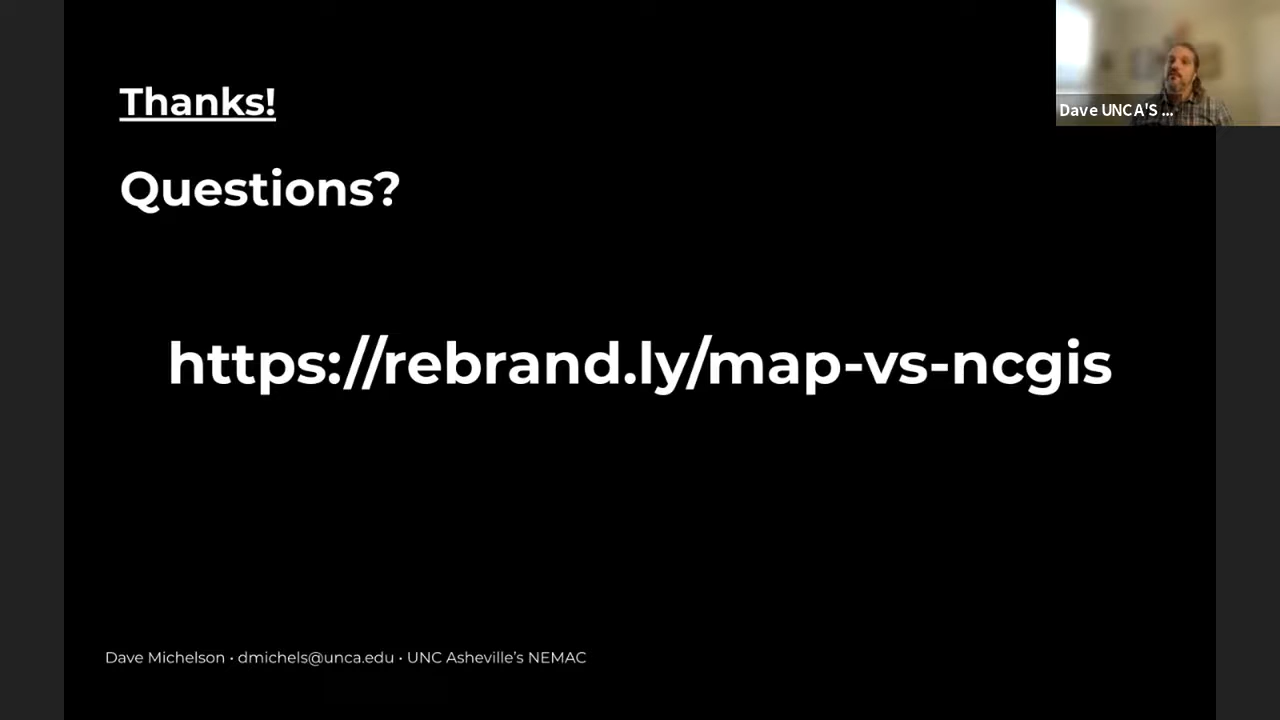 Thanks!
Questions?
https://rebrand.ly/map-vs-ncgis
Dave Michelson • dmichels@unca.edu • UNC Asheville’s NEMAC
Dave UNCA'S ...